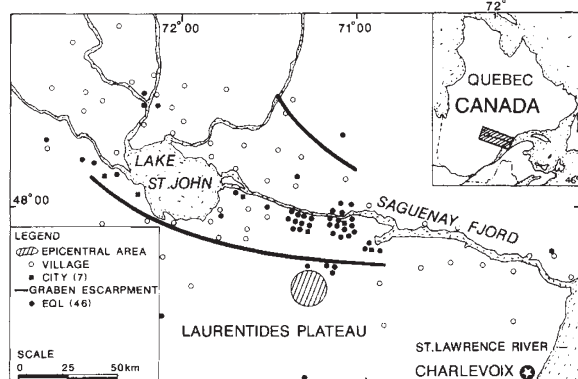 72°00 71°00 72°
QUEBEC
CANADA
46°
LAKE
ST. JOHN
48°00
SAGUENAY FJORD
LEGEND
EPICENTRAL AREA
VILLAGE
CITY (7)
GRABEN ESCARPMENT
EQL (46)
LAURENTIDES PLATEAU
SCALE
0 25 50km
ST. LAWRENCE RIVER
CHARLEVOIX